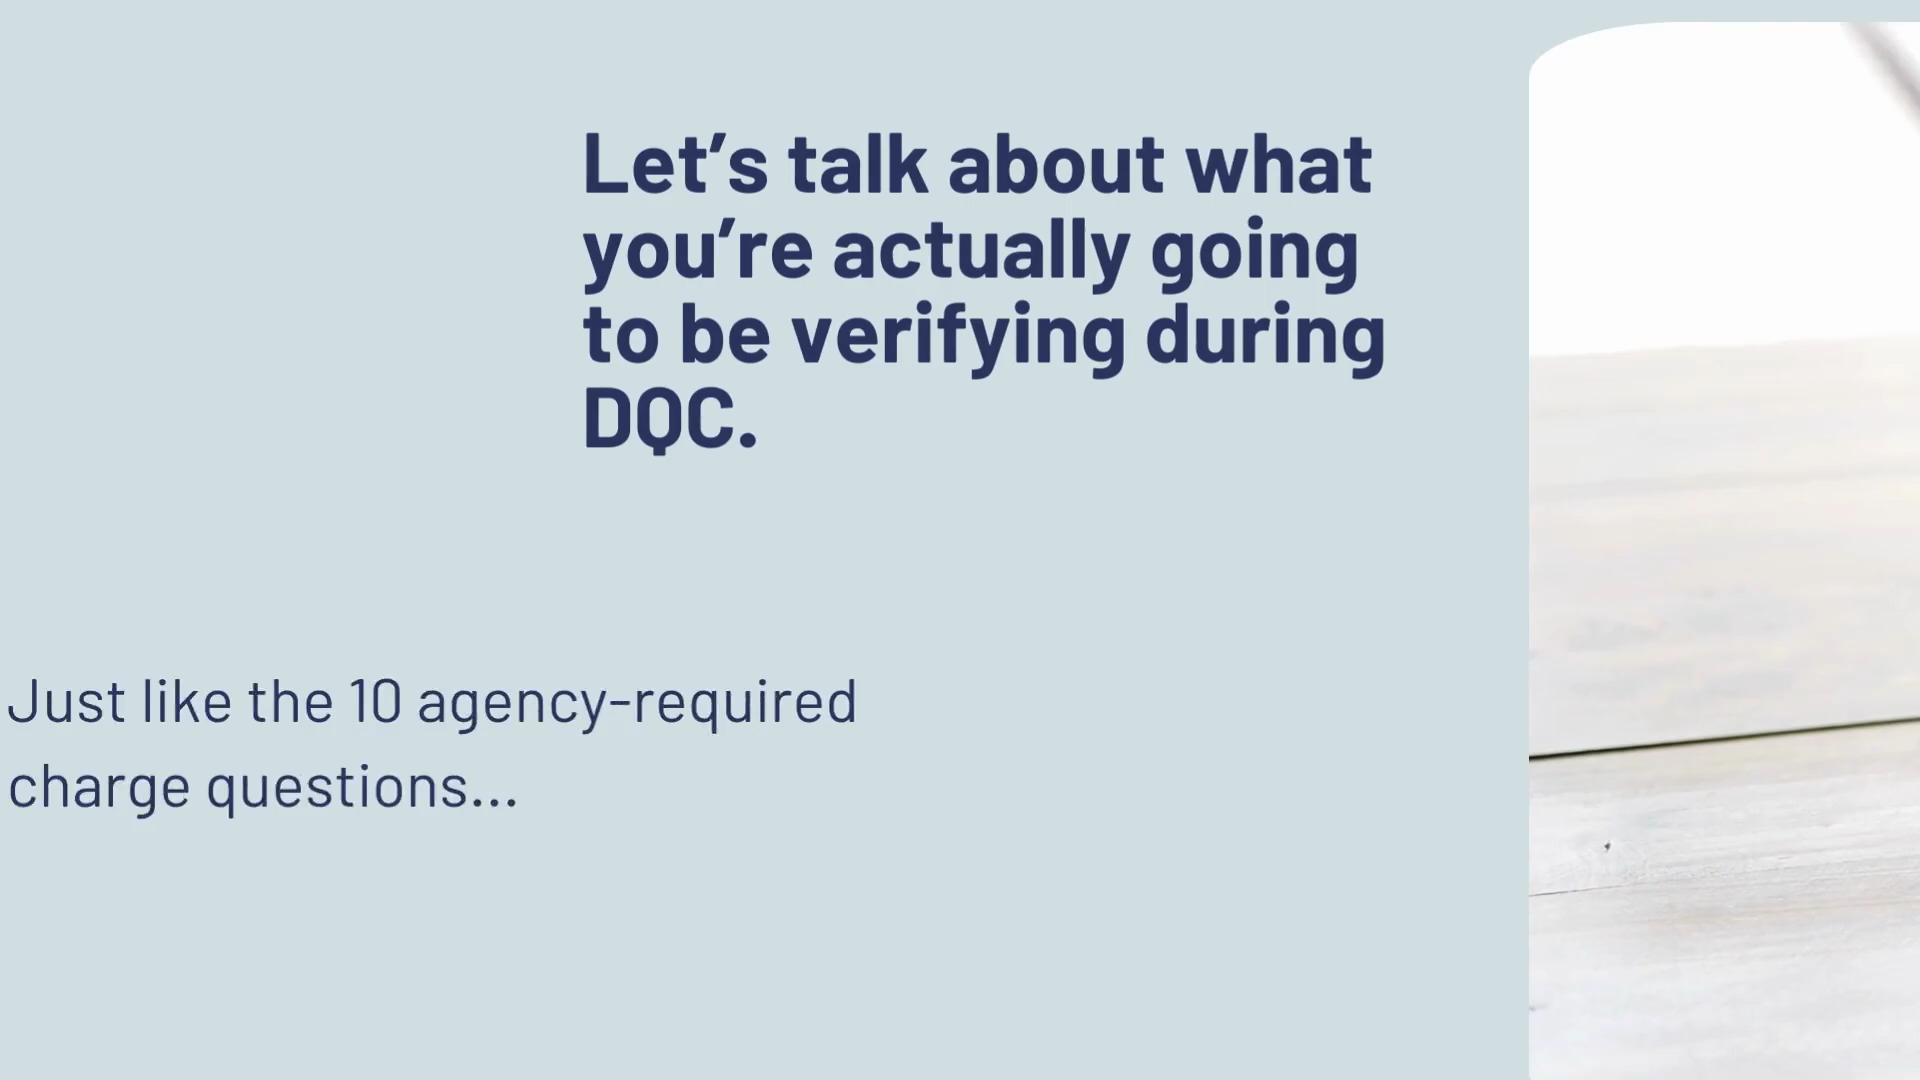 Let’s talk about what
you’re actually going
to be verifying during
DQC.
Just like the 10 agency-required
charge questions...